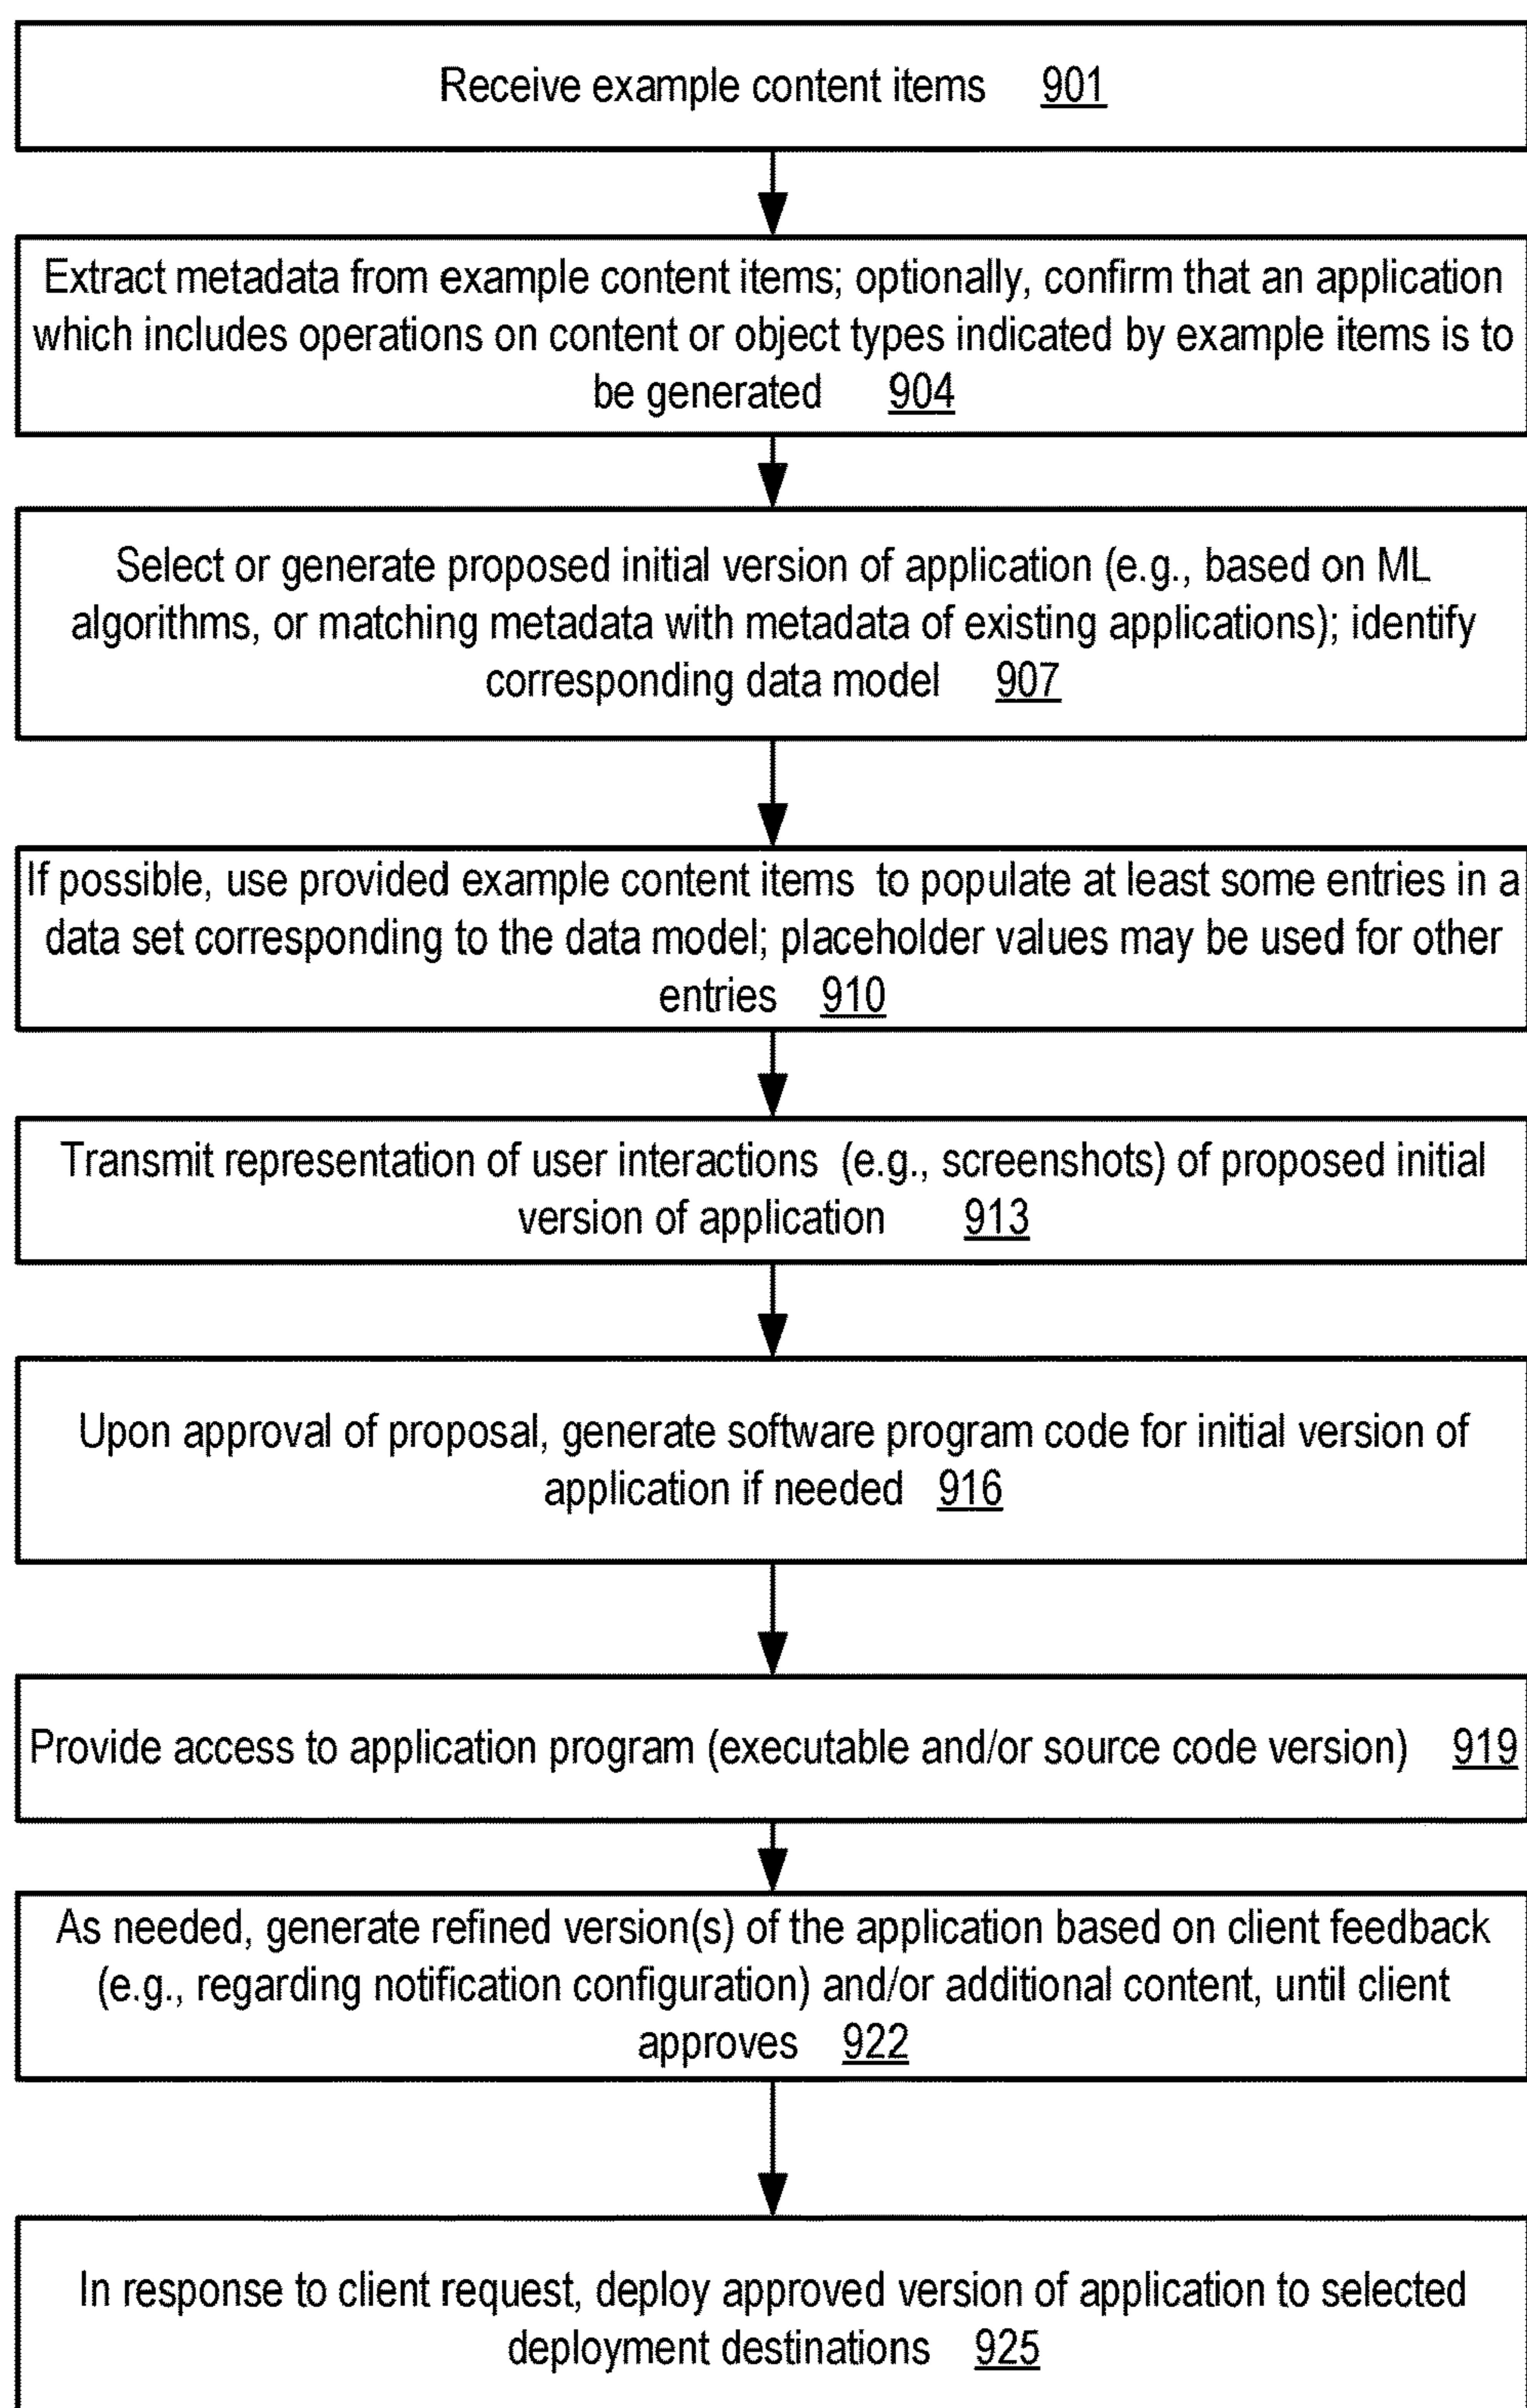 Receive example content items 901
Extract metadata from example content items; optionally, confirm that an application
which includes operations on content or object types indicated by example items is to
be generated 904
Select or generate proposed initial version of application (e.g., based on ML
algorithms, or matching metadata with metadata of existing applications); identify
corresponding data model 907
If possible, use provided example content items to populate at least some entries in a
data set corresponding to the data model; placeholder values may be used for other
entries 910
Transmit representation of user interactions (e.g., screenshots) of proposed initial
version of application 913
Upon approval of proposal, generate software program code for initial version of
application if needed 916
Provide access to application program (executable and/or source code version) 919
As needed, generate refined version(s) of the application based on client feedback
(e.g., regarding notification configuration) and/or additional content, until client
approves 922
In response to client request, deploy approved version of application to selected
deployment destinations 925